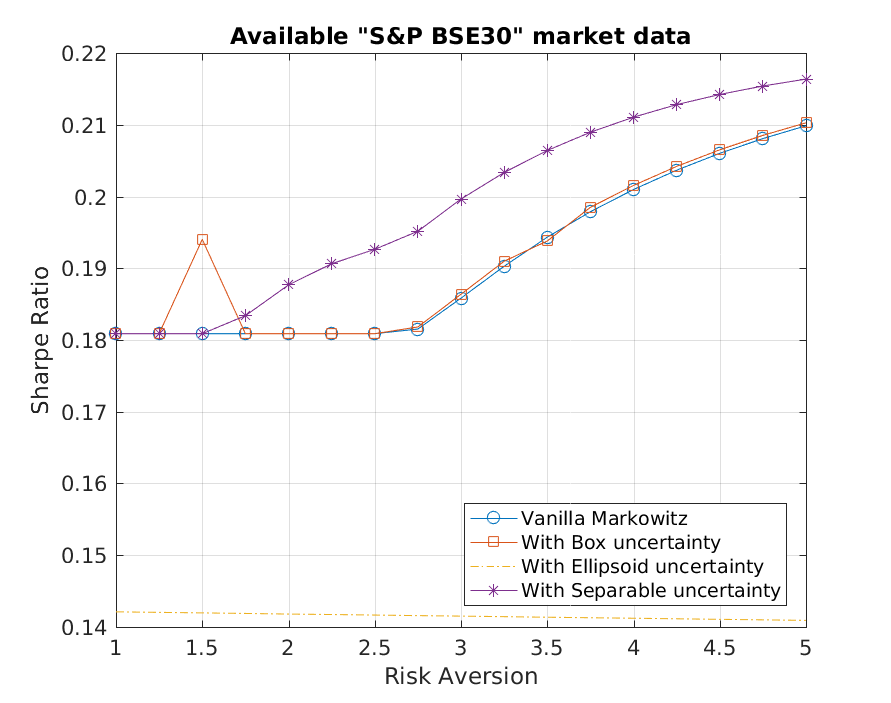 Available "S&P BSE30" market data
0.22
0.21
0.2
0.19
0.18
0.17
0.16
0.15
0.14
Sharpe Ratio
Vanilla Markowitz
With Box uncertainty
With Ellipsoid uncertainty
With Separable uncertainty
1 1.5 2 2.5 3 3.5 4 4.5 5
Risk Aversion